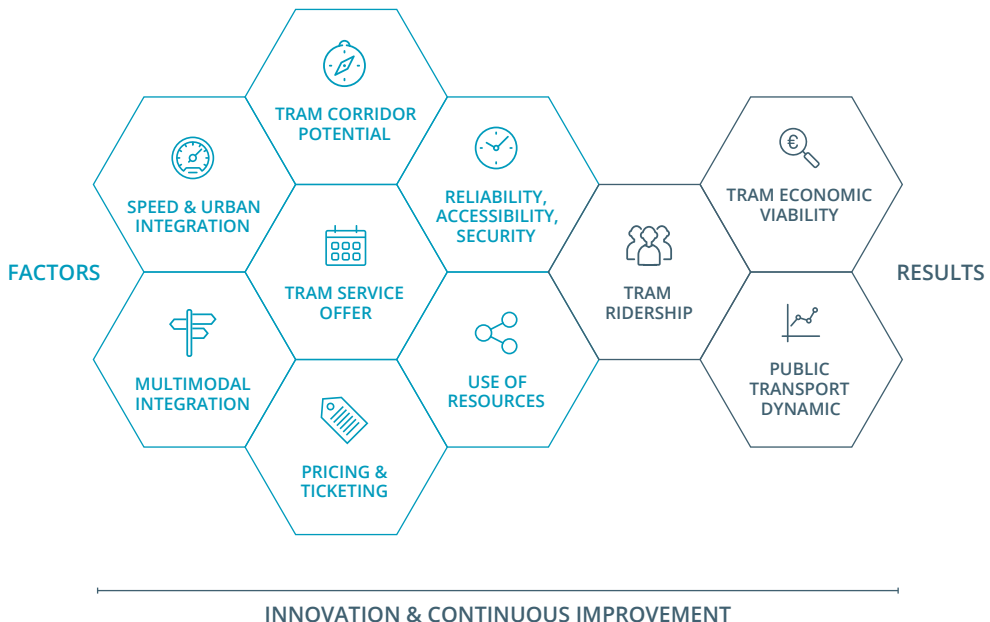 TRAM CORRIDOR
POTENTIAL
SPEED & URBAN
INTEGRATION
RELIABILITY,
ACCESSIBILITY,
SECURITY
€
TRAM ECONOMIC
VIABILITY
FACTORS
TRAM SERVICE
OFFER
TRAM
RIDERSHIP
RESULTS
MULTIMODAL
INTEGRATION
USE OF
RESOURCES
PUBLIC
TRANSPORT
DYNAMIC
PRICING &
TICKETING
INNOVATION & CONTINUOUS IMPROVEMENT